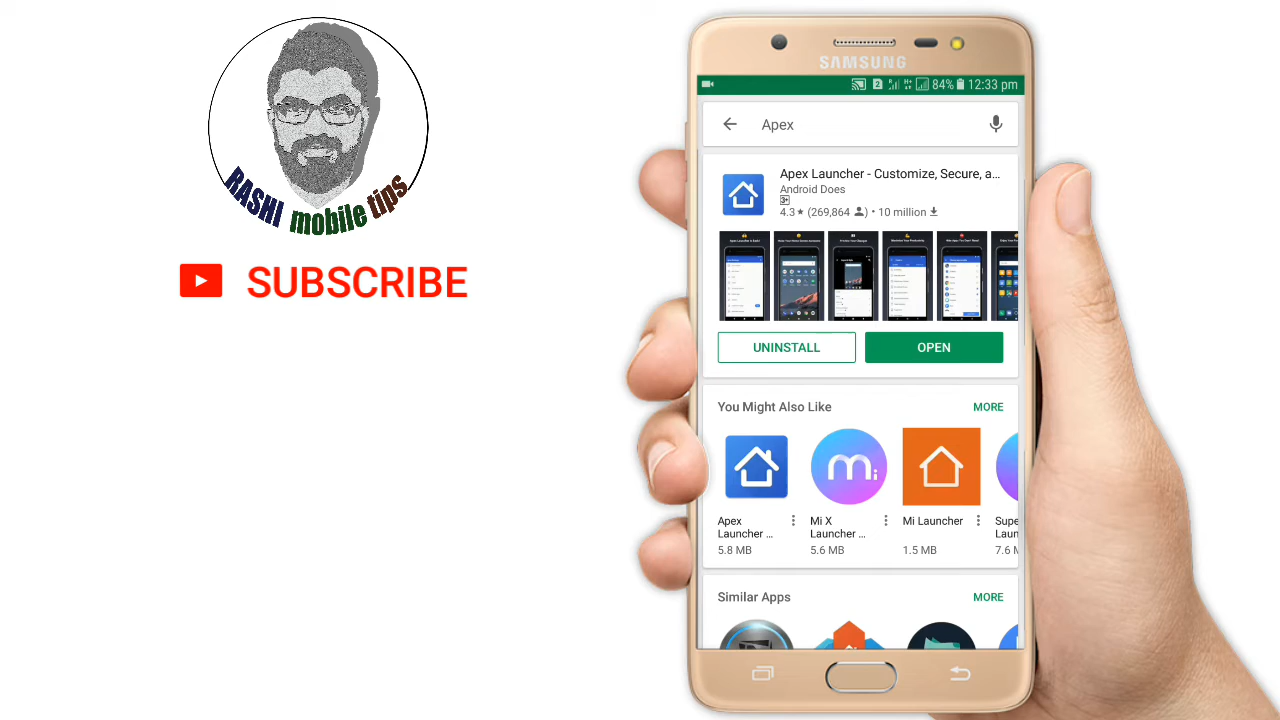 RASHI mobile tips
SUBSCRIBE
SAMSUNG
2 R H+ 84% 12:33 pm
Apex
Apex Launcher - Customize, Secure, a...
Android Does
3+
4.3★ (269,864) • 10 million
UNINSTALL
OPEN
You Might Also Like
MORE
Apex
Launcher ...
5.8 MB
Mi X
Launcher ...
5.6 MB
Mi Launcher
1.5 MB
Supe
Laun
7.6 M
Similar Apps
MORE